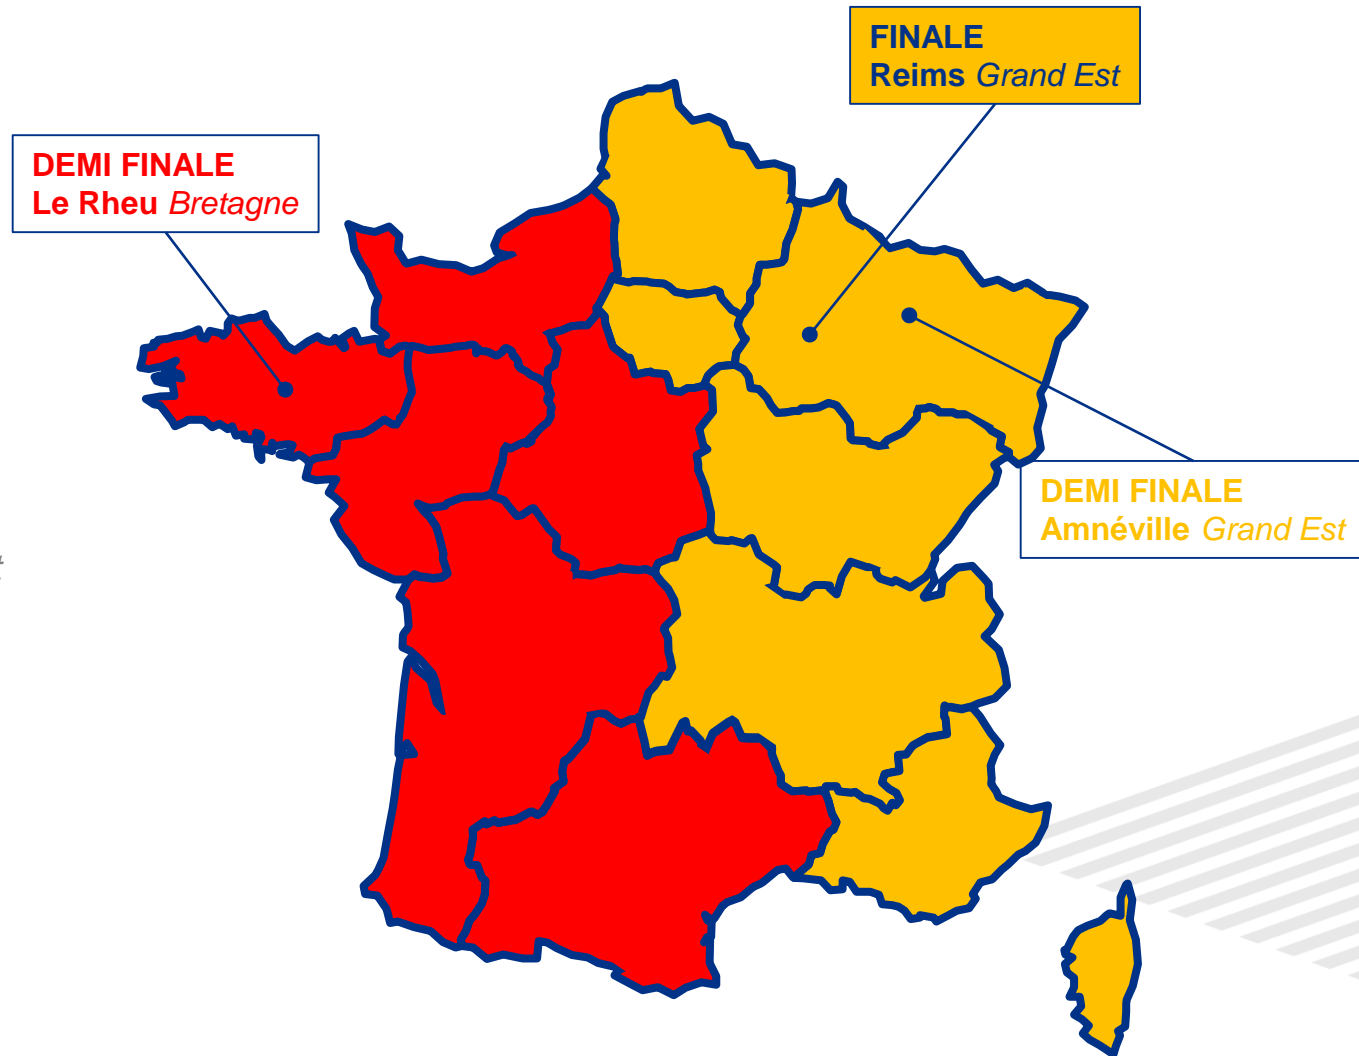 FINALE
Reims Grand Est
DEMI FINALE
Le Rheu Bretagne
DEMI FINALE
Amnéville Grand Est